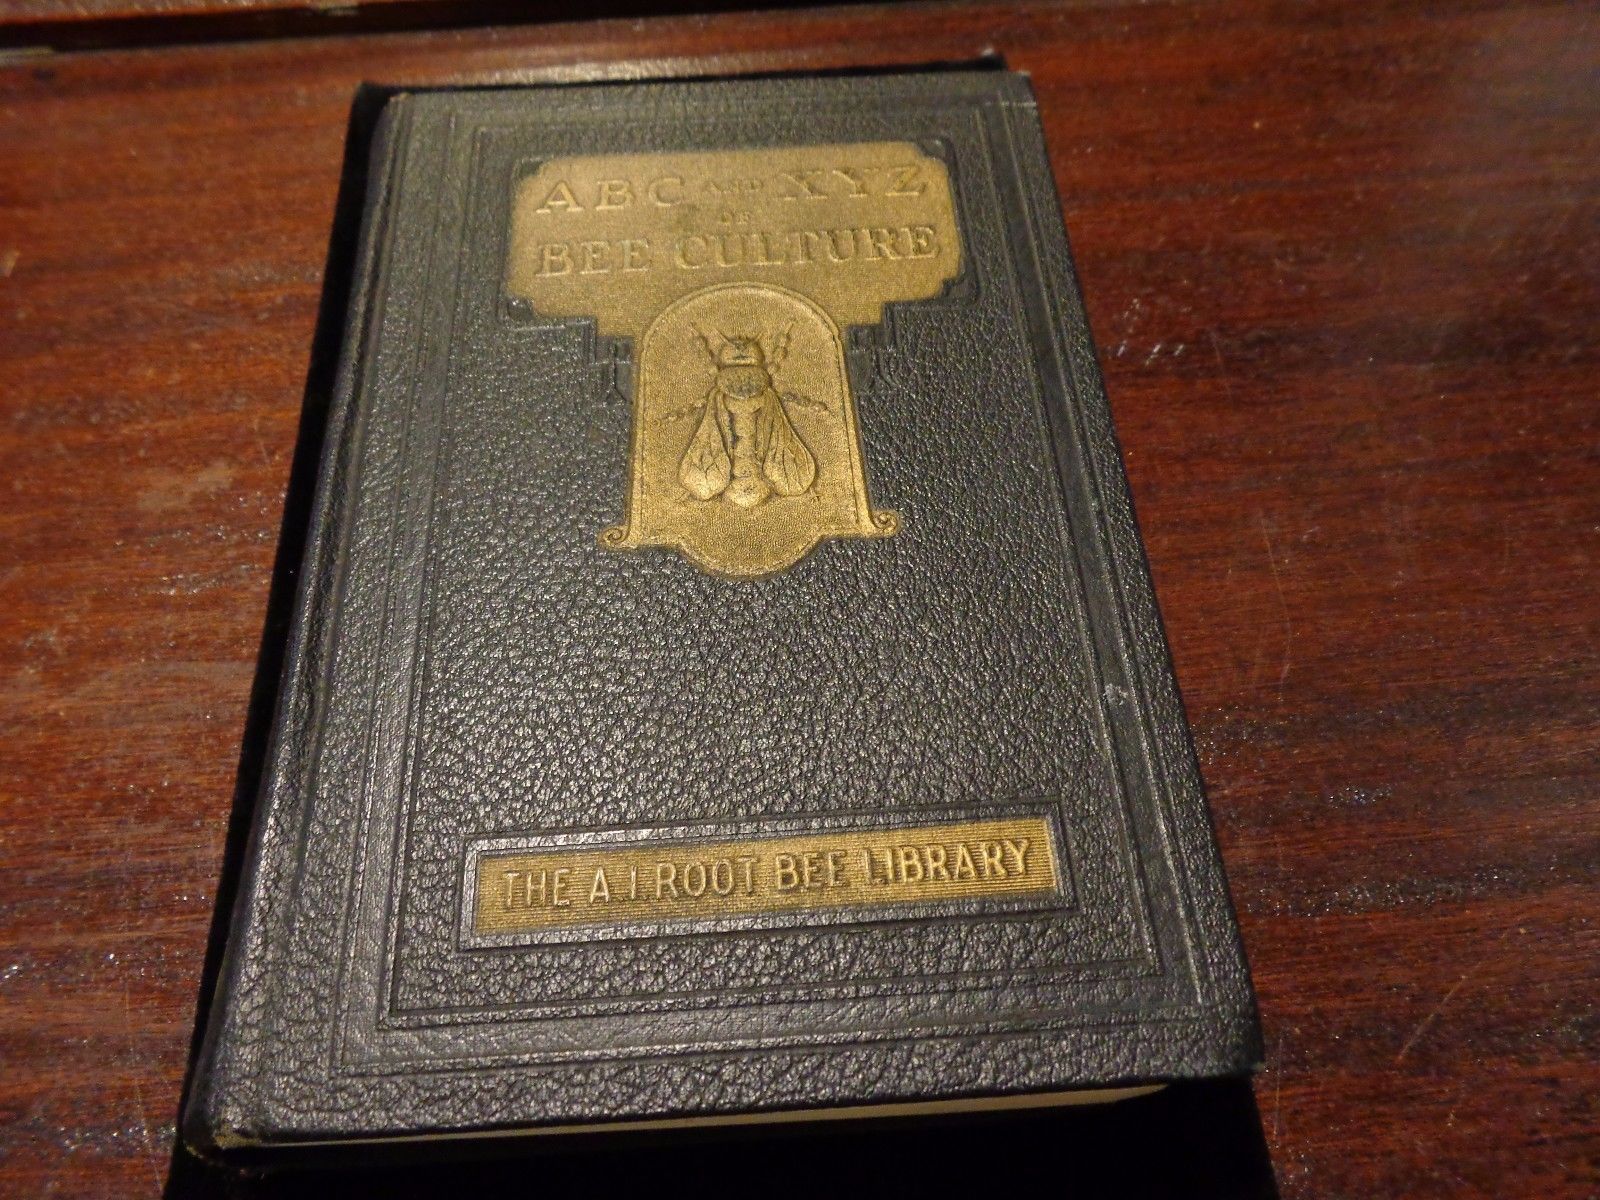 ABC AND XYZ
OF
BEE CULTURE
THE A.I. ROOT BEE LIBRARY